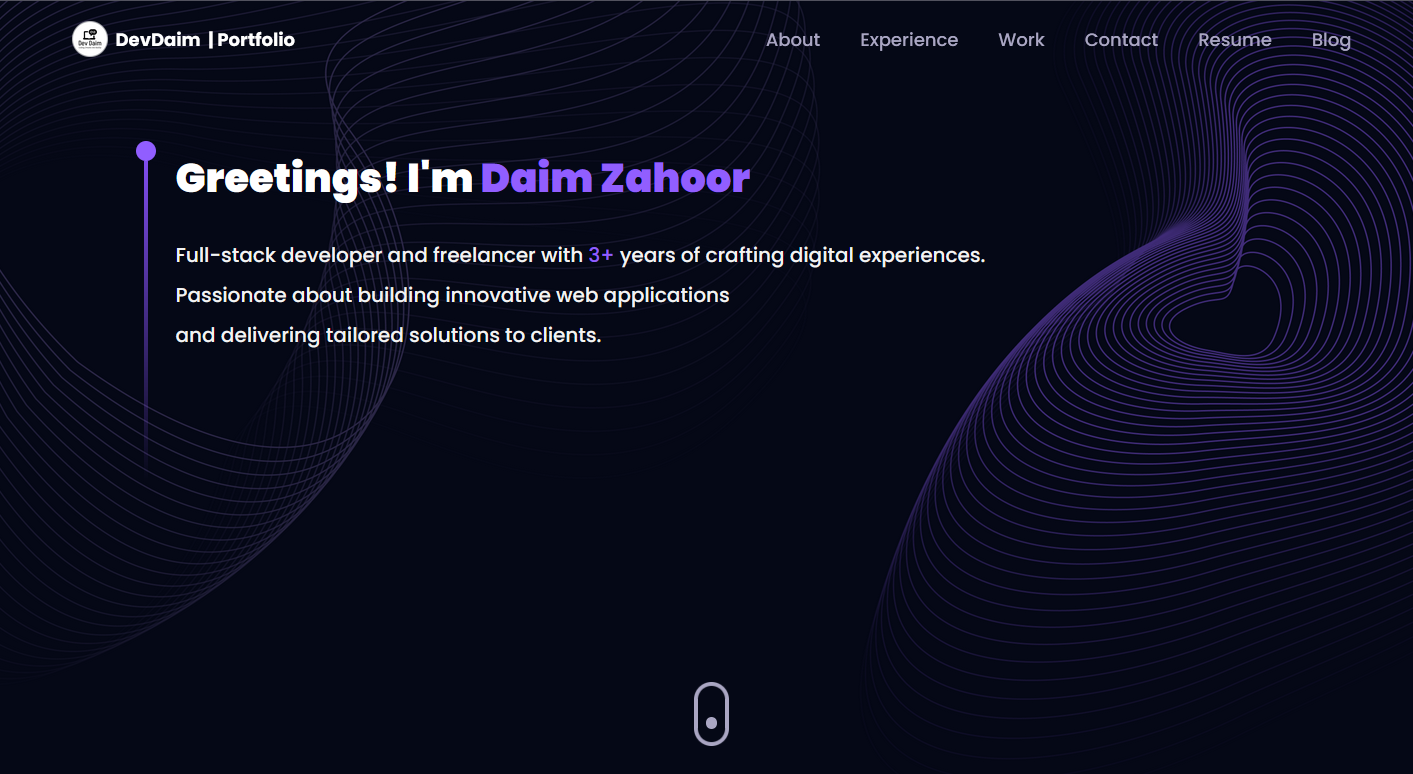 Dev Daim
DevDaim | Portfolio
About Experience Work Contact Resume Blog
Greetings! I'm Daim Zahoor
Full-stack developer and freelancer with 3+ years of crafting digital experiences.
Passionate about building innovative web applications
and delivering tailored solutions to clients.